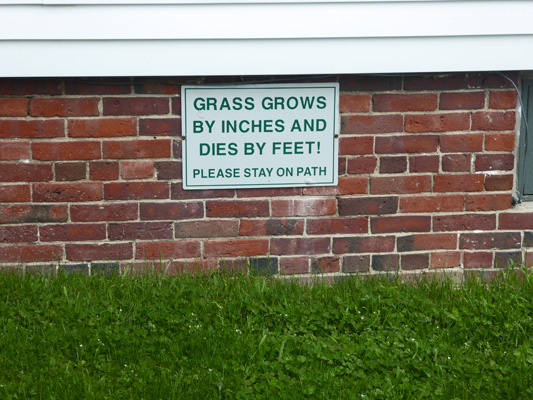 GRASS GROWS
BY INCHES AND
DIES BY FEET!
PLEASE STAY ON PATH